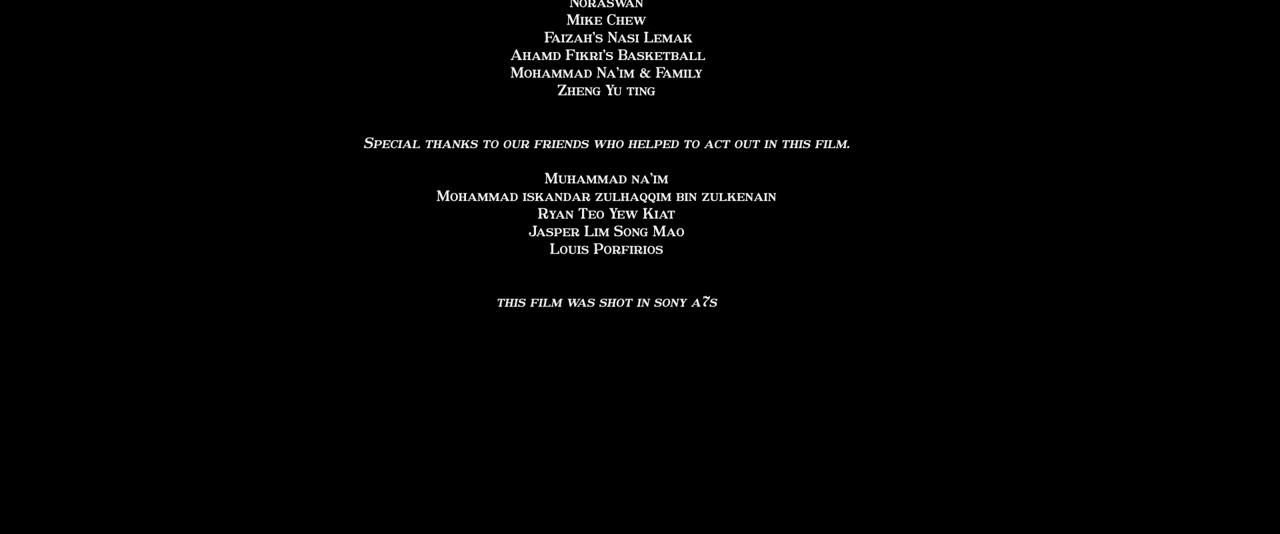 Noraswan
Mike Chew
Faizah's Nasi Lemak
Ahamd Fikri's Basketball
Mohammad Na'im & Family
Zheng Yu ting
Special thanks to our friends who helped to act out in this film.
Muhammad na'im
Mohammad iskandar zulhaqqim bin zulkenain
Ryan Teo Yew Kiat
Jasper Lim Song Mao
Louis Porfirios
this film was shot in sony a7s